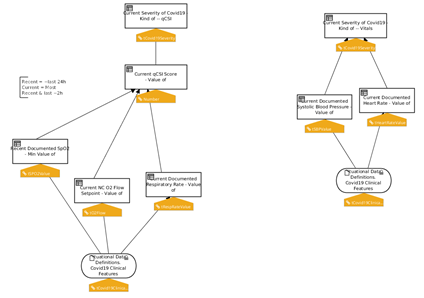 Current Severity of Covid19 -
Kind of -- qCSI
Current Severity of Covid19 -
Kind of -- Vitals
Recent = ~last 24h
Current = Most
Recent & last ~2h
Current qCSI Score
- Value of
Current Documented
Systolic Blood Pressure -
Value of
Current Documented
Heart Rate - Value of
Recent Documented SpO2
- Min Value of
Current NC O2 Flow
Setpoint - Value of
Current Documented
Respiratory Rate - Value
of
Definitions.
Covid19 Clinical
Features
Definitions.
Covid19 Clinical
Features